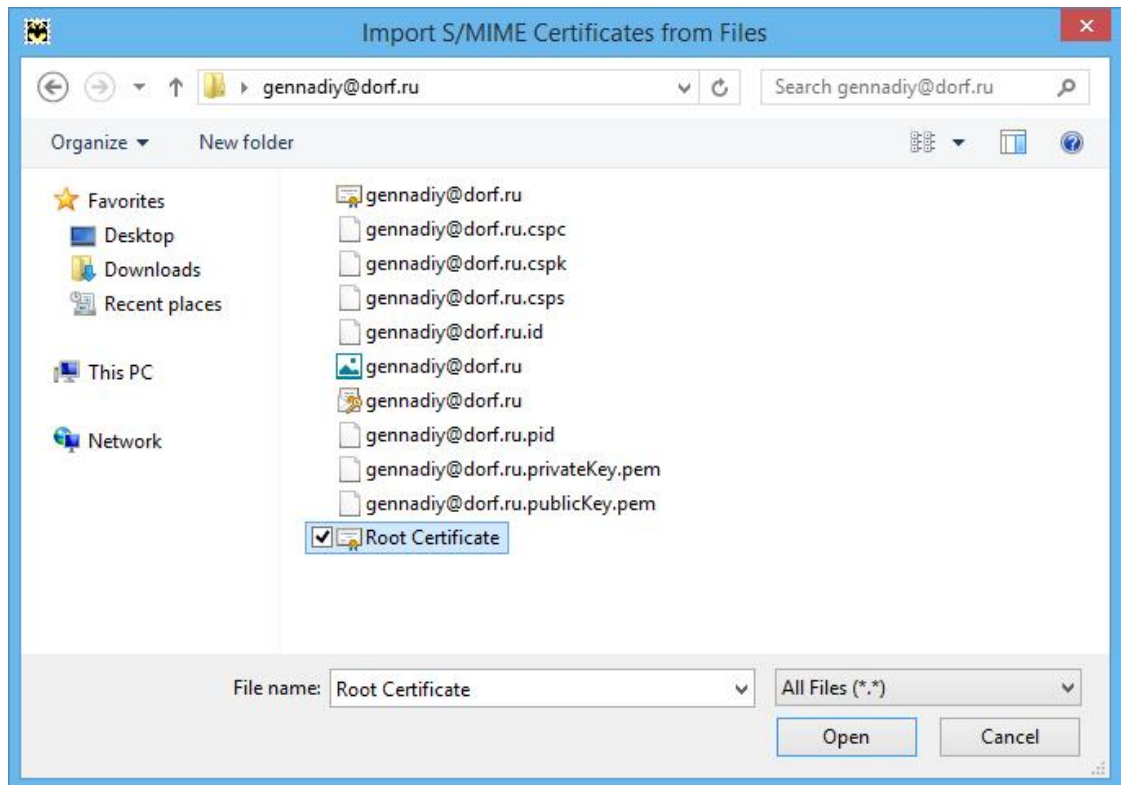 Import S/MIME Certificates from Files
gennadiy@dorf.ru
Search gennadiy@dorf.ru
Organize
New folder
Favorites
Desktop
Downloads
Recent places
This PC
Network
gennadiy@dorf.ru
gennadiy@dorf.ru.cspc
gennadiy@dorf.ru.cspk
gennadiy@dorf.ru.csps
gennadiy@dorf.ru.id
gennadiy@dorf.ru
gennadiy@dorf.ru
gennadiy@dorf.ru.pid
gennadiy@dorf.ru.privateKey.pem
gennadiy@dorf.ru.publicKey.pem
Root Certificate
File name: Root Certificate
All Files (*.*)
Open
Cancel